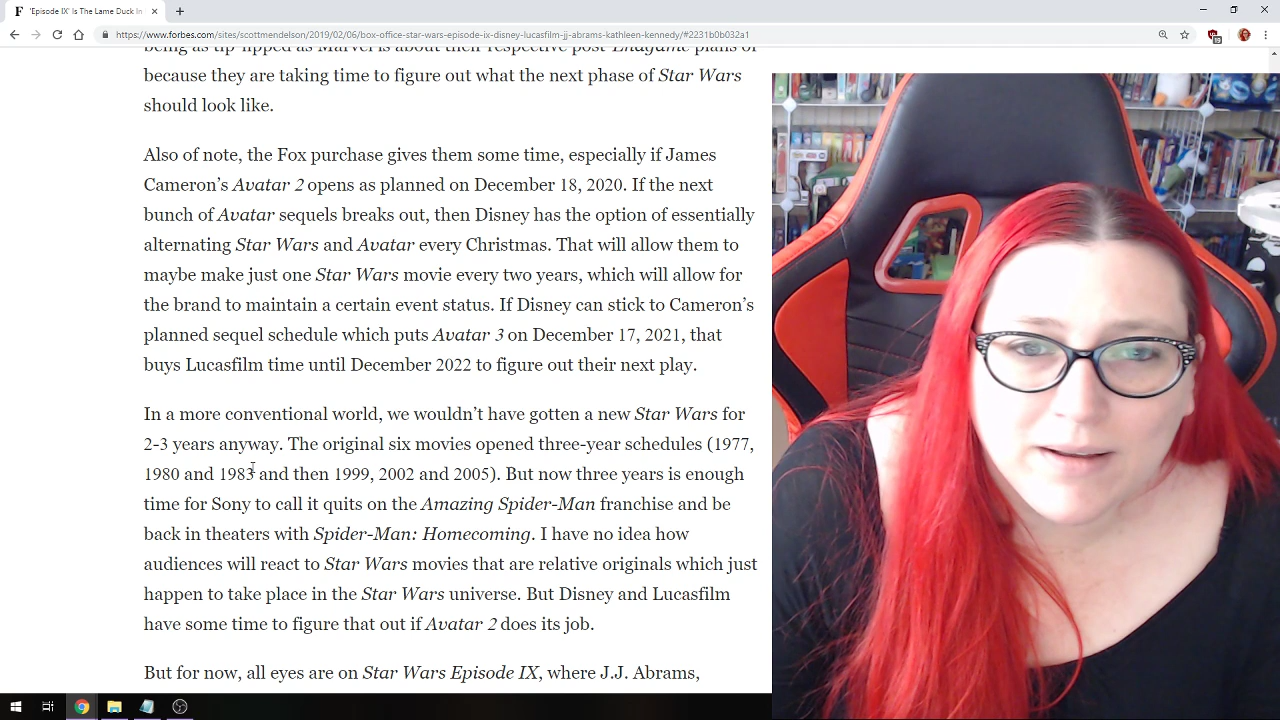 'Episode IX' Is The Lame Duck In
https://www.forbes.com/sites/scottmendelson/2019/02/06/box-office-star-wars-episode-ix-disney-lucasfilm-jj-abrams-kathleen-kennedy/#2231b0b032a1
being as tip-lipped as Marvel is about their respective post-Endgame plans or
because they are taking time to figure out what the next phase of Star Wars
should look like.
Also of note, the Fox purchase gives them some time, especially if James
Cameron’s Avatar 2 opens as planned on December 18, 2020. If the next
bunch of Avatar sequels breaks out, then Disney has the option of essentially
alternating Star Wars and Avatar every Christmas. That will allow them to
maybe make just one Star Wars movie every two years, which will allow for
the brand to maintain a certain event status. If Disney can stick to Cameron’s
planned sequel schedule which puts Avatar 3 on December 17, 2021, that
buys Lucasfilm time until December 2022 to figure out their next play.
In a more conventional world, we wouldn’t have gotten a new Star Wars for
2-3 years anyway. The original six movies opened three-year schedules (1977,
1980 and 1983 and then 1999, 2002 and 2005). But now three years is enough
time for Sony to call it quits on the Amazing Spider-Man franchise and be
back in theaters with Spider-Man: Homecoming. I have no idea how
audiences will react to Star Wars movies that are relative originals which just
happen to take place in the Star Wars universe. But Disney and Lucasfilm
have some time to figure that out if Avatar 2 does its job.
But for now, all eyes are on Star Wars Episode IX, where J.J. Abrams,